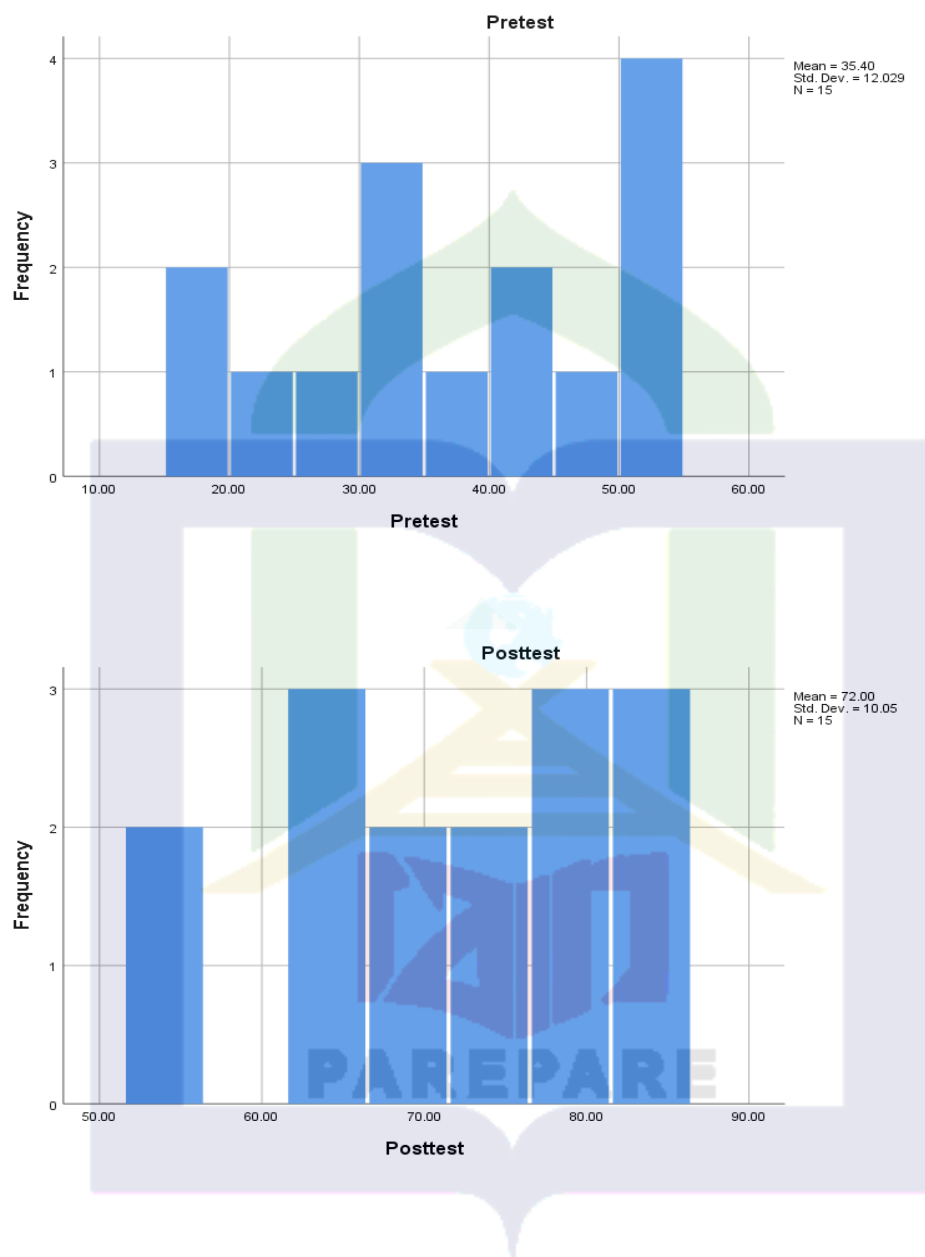 Pretest
4
3
2
1
0
Frequency
Mean = 35.40
Std. Dev. = 12.029
N = 15
10.00 20.00 30.00 40.00 50.00 60.00
Pretest
Posttest
3
2
1
0
Frequency
Mean = 72.00
Std. Dev. = 10.05
N = 15
50.00 60.00 70.00 80.00 90.00
Posttest
PAREPARE